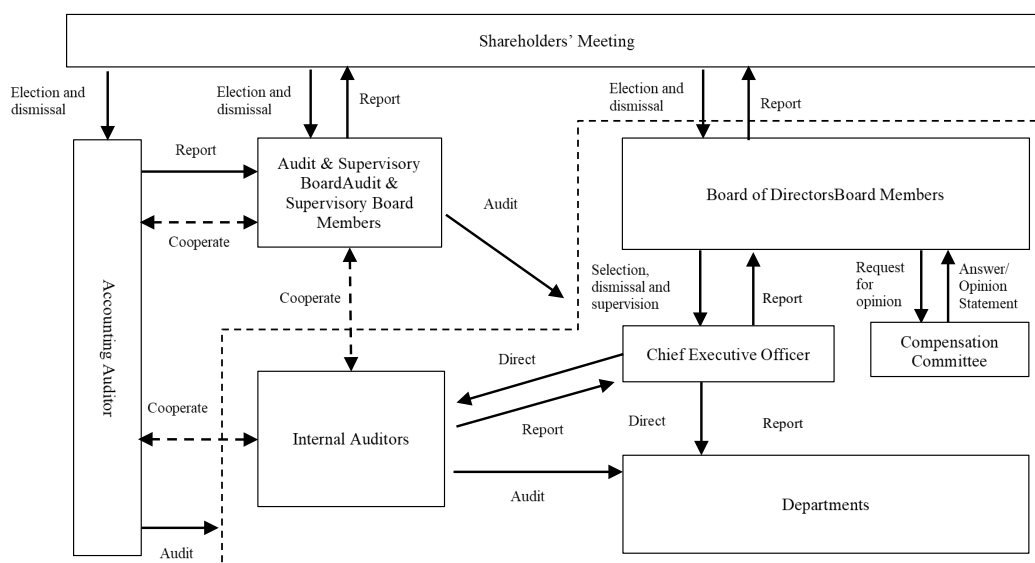 Shareholders’ Meeting
Election and
dismissal
Election and
dismissal
Report
Election and
dismissal
Report
Report
Audit & Supervisory
BoardAudit &
Supervisory Board
Members
Audit
Board of DirectorsBoard Members
Cooperate
Cooperate
Selection,
dismissal and
supervision
Report
Request
for
opinion
Answer/
Opinion
Statement
Accounting Auditor
Chief Executive Officer
Compensation
Committee
Direct
Cooperate
Internal Auditors
Report
Direct
Report
Audit
Departments
Audit